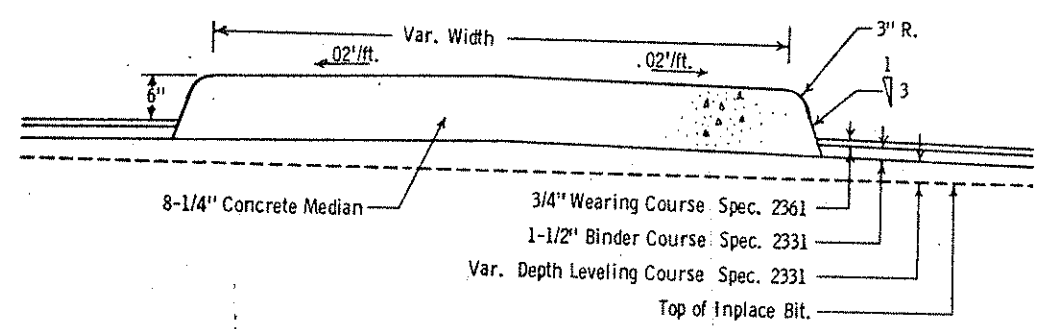 Var. Width
3" R.
.02'/ft.
.02'/ft.
1
3
6"
8-1/4" Concrete Median
3/4" Wearing Course Spec. 2361
1-1/2" Binder Course Spec. 2331
Var. Depth Leveling Course Spec. 2331
Top of Inplace Bit.